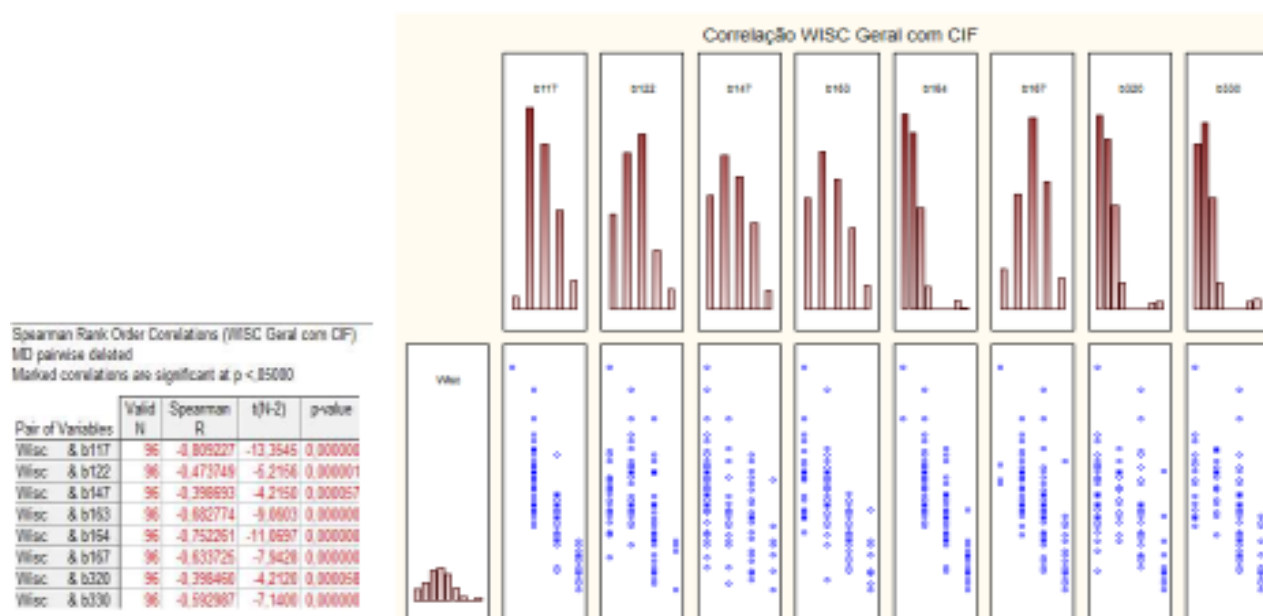 Correlação WISC Geral com CIF
b117 b122 b147 b163 b164 b167 b320 b330
Wisc
Spearman Rank Order Correlations (WISC Geral com CIF)
MD pairwise deleted
Marked correlations are significant at p <,05000
Pair of Variables Valid N Spearman R t(N-2) p-value
Wisc & b117 96 -0,809227 -13,3545 0,000000
Wisc & b122 96 -0,473749 -5,2156 0,000001
Wisc & b147 96 -0,398693 -4,2150 0,000057
Wisc & b163 96 -0,682774 -9,0603 0,000000
Wisc & b164 96 -0,752261 -11,0697 0,000000
Wisc & b167 96 -0,633725 -7,9420 0,000000
Wisc & b320 96 -0,398460 -4,2120 0,000058
Wisc & b330 96 -0,592987 -7,1400 0,000000